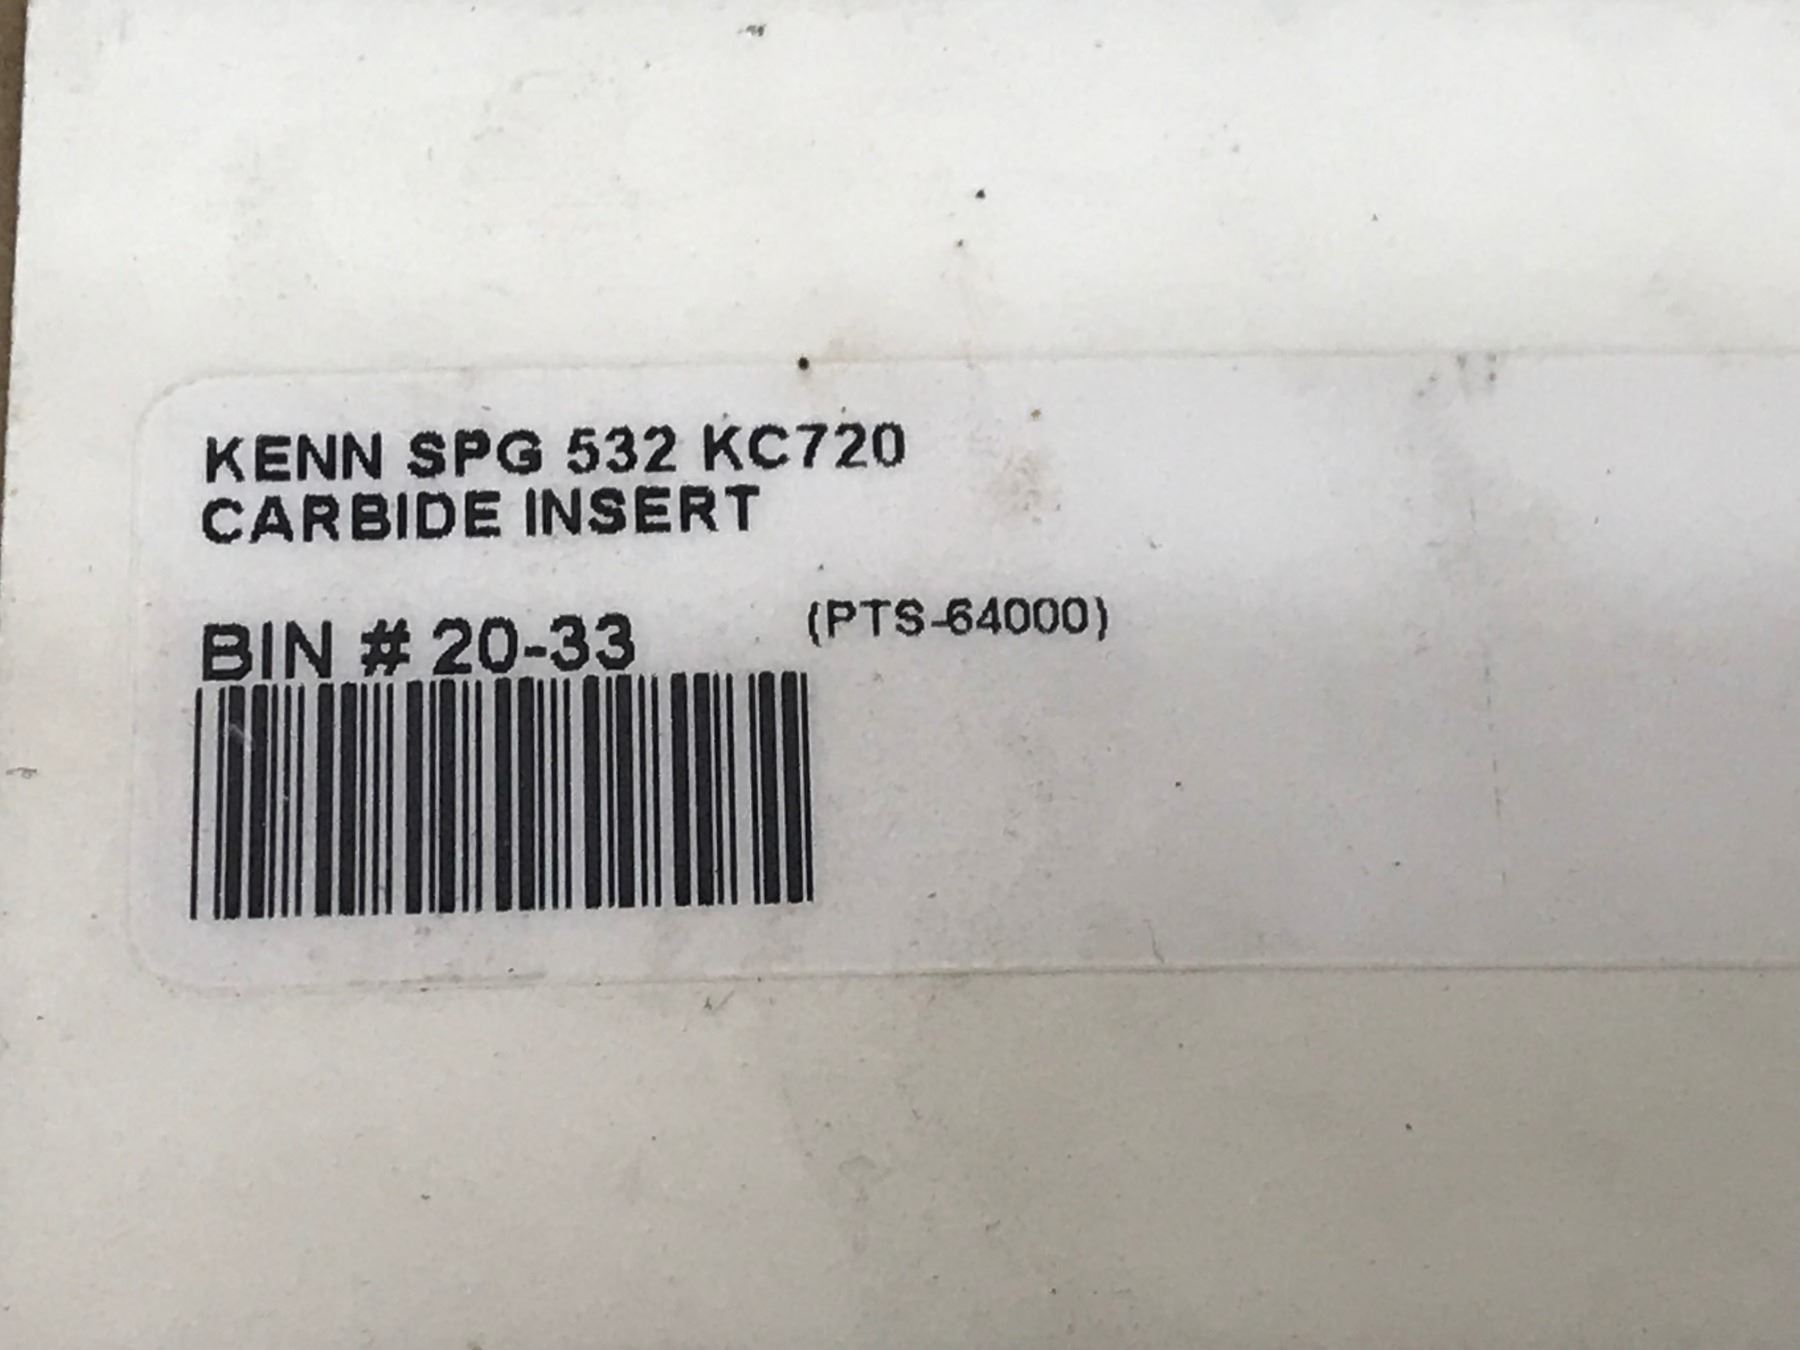 KENN SPG 532 KC720
CARBIDE INSERT
BIN # 20-33
(PTS-64000)